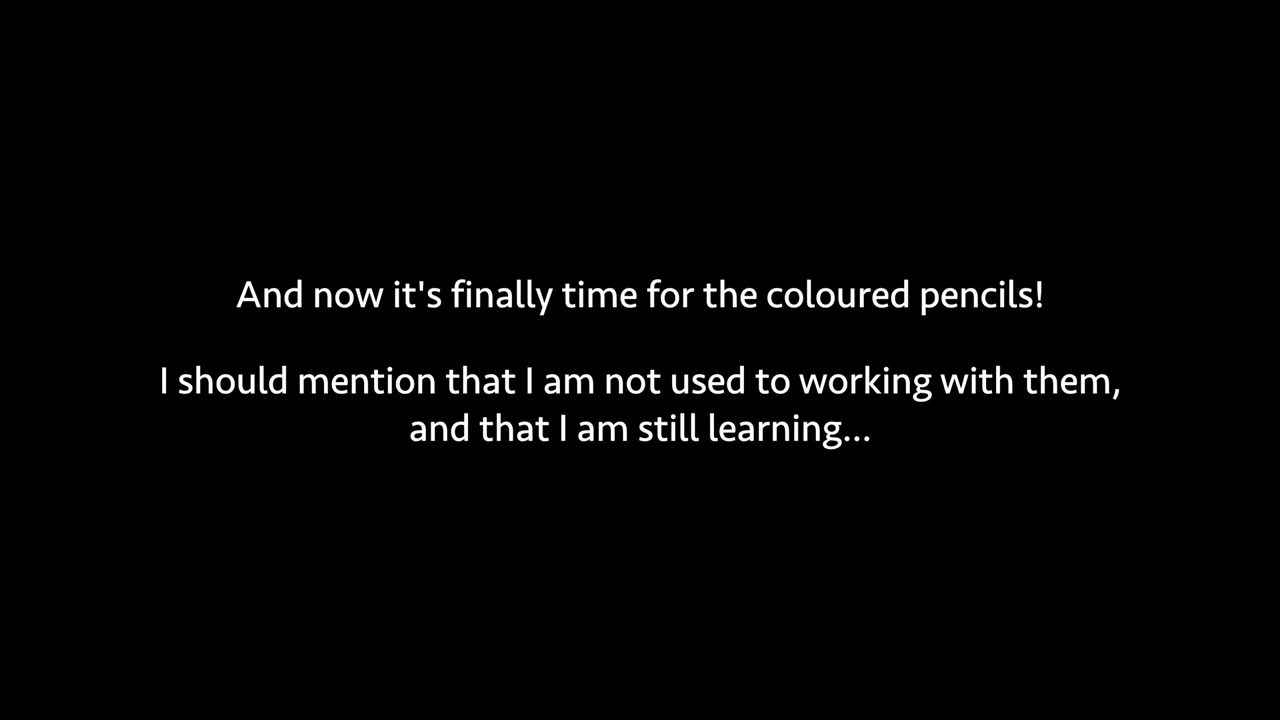 And now it's finally time for the coloured pencils!
I should mention that I am not used to working with them,
and that I am still learning...